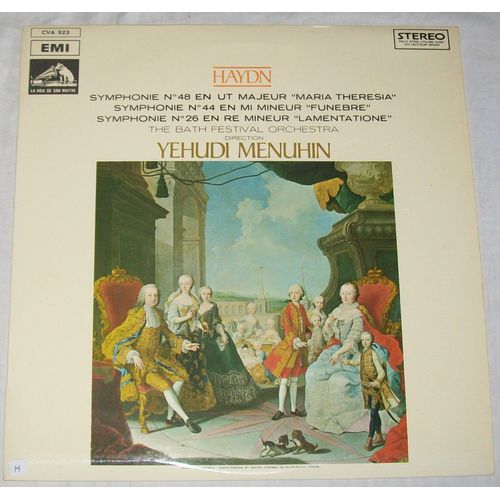 CVA 923
EMI
LA VOIX DE SON MAITRE
STEREO
HAYDN
SYMPHONIE N°48 EN UT MAJEUR "MARIA THERESIA"
SYMPHONIE N°44 EN MI MINEUR "FUNEBRE"
SYMPHONIE N°26 EN RE MINEUR "LAMENTATIONE"
THE BATH FESTIVAL ORCHESTRA
DIRECTION
YEHUDI MENUHIN
H